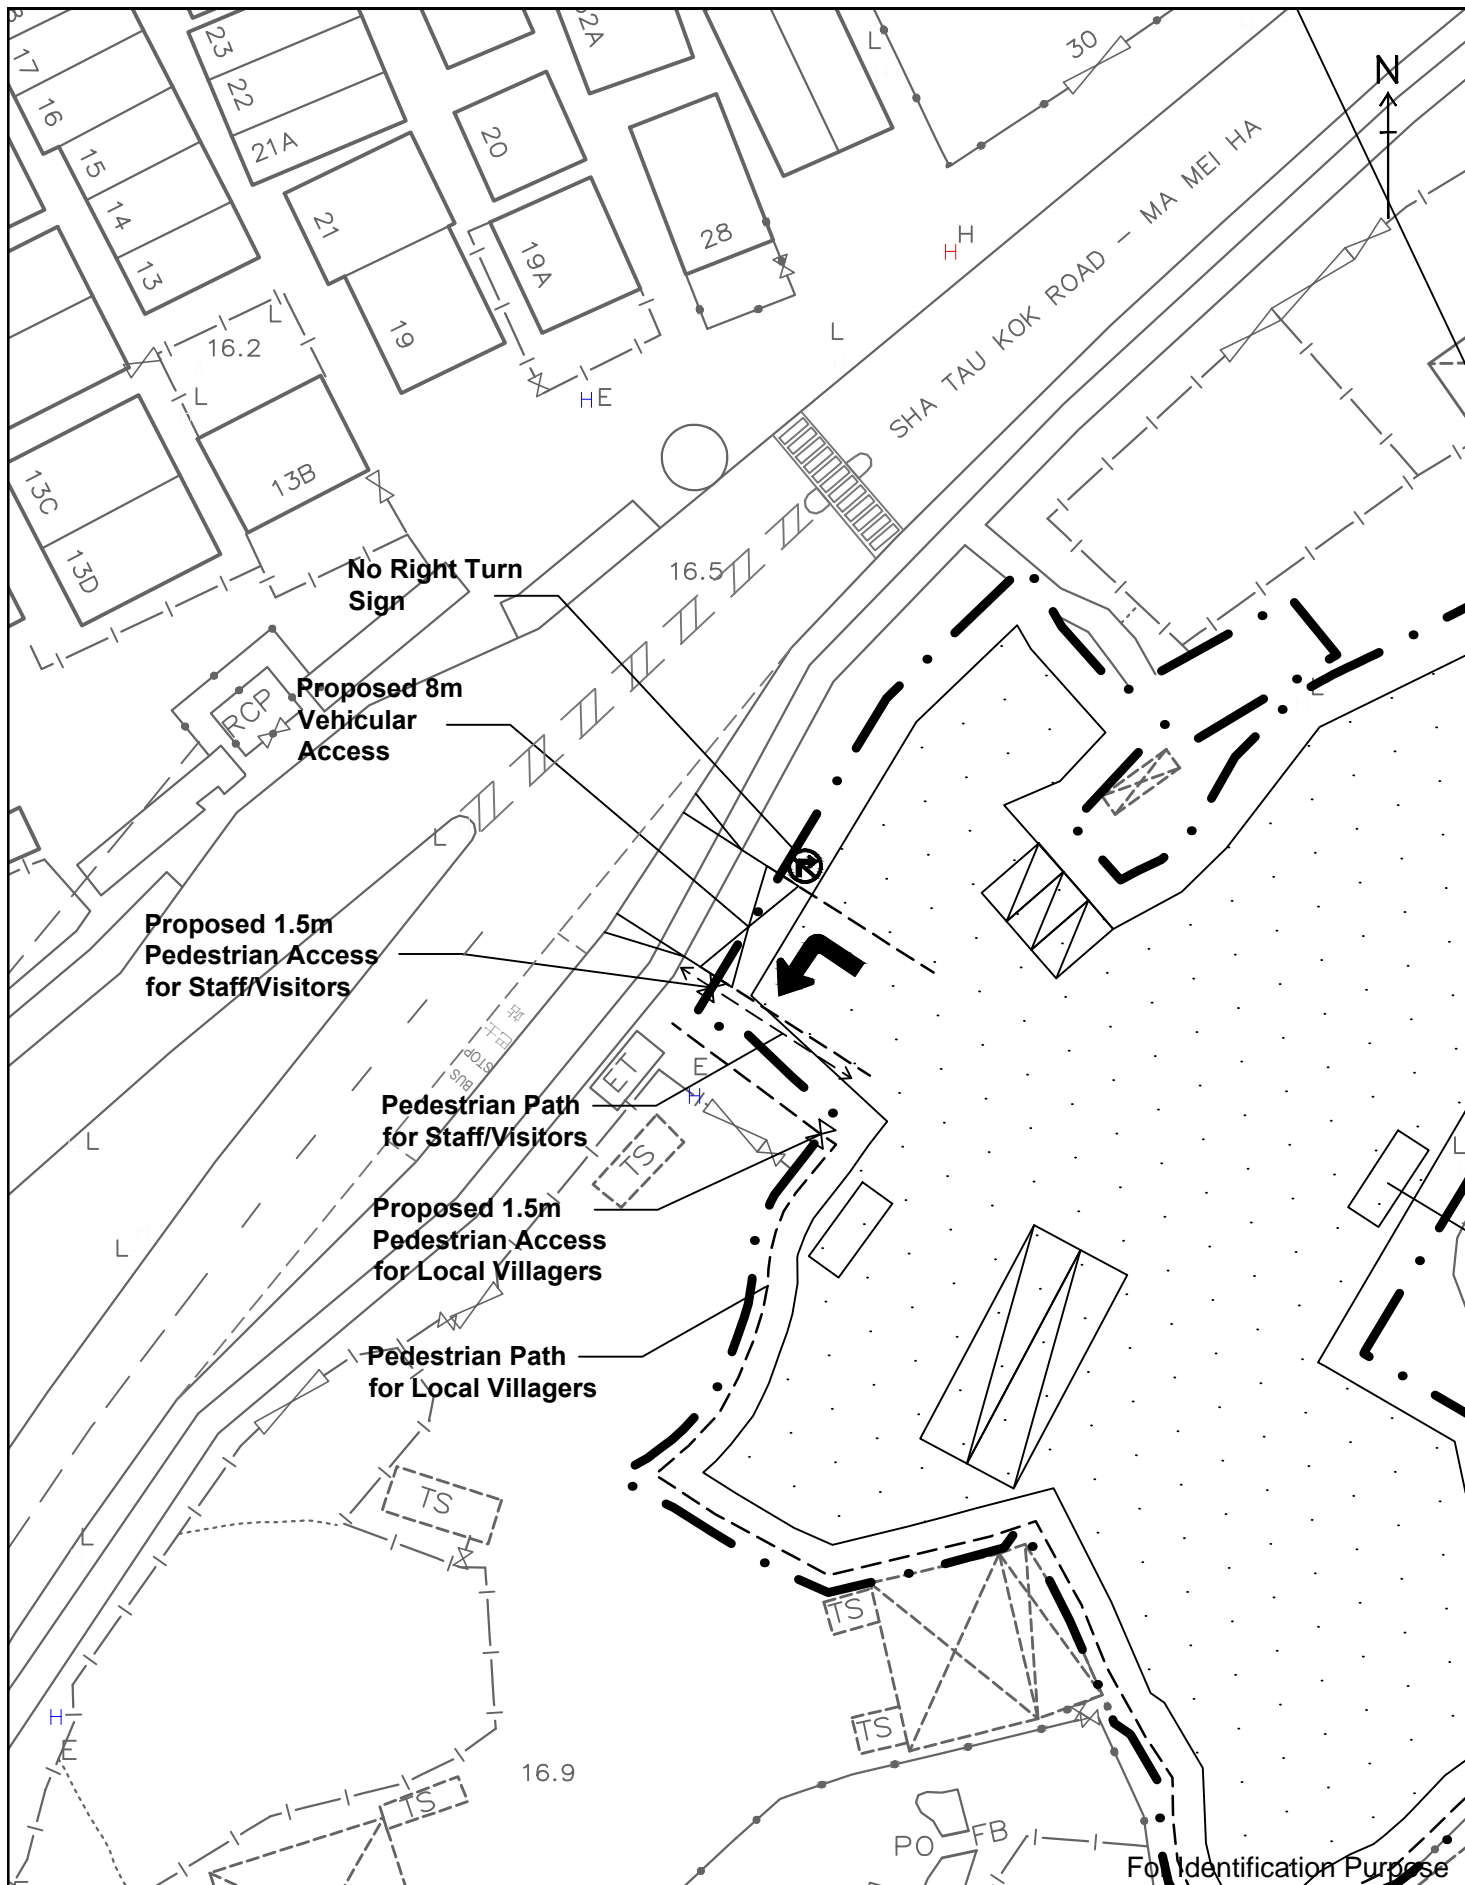 17
16
15
14
13
23
22
21A
21
19
20
19A
32A
28
30
L
N
SHA TAU KOK ROAD – MA MEI HA
H
H
L
16.2
L
L
H E
13C
13D
13B
16.5
No Right Turn
Sign
RCP
Proposed 8m
Vehicular
Access
L
L
Proposed 1.5m
Pedestrian Access
for Staff/Visitors
BUS
STOP
巴士站
ET
E
H
TS
Pedestrian Path
for Staff/Visitors
L
L
Proposed 1.5m
Pedestrian Access
for Local Villagers
L
Pedestrian Path
for Local Villagers
TS
L
TS
TS
H
E
16.9
TS
PO
FB
For Identification Purpose